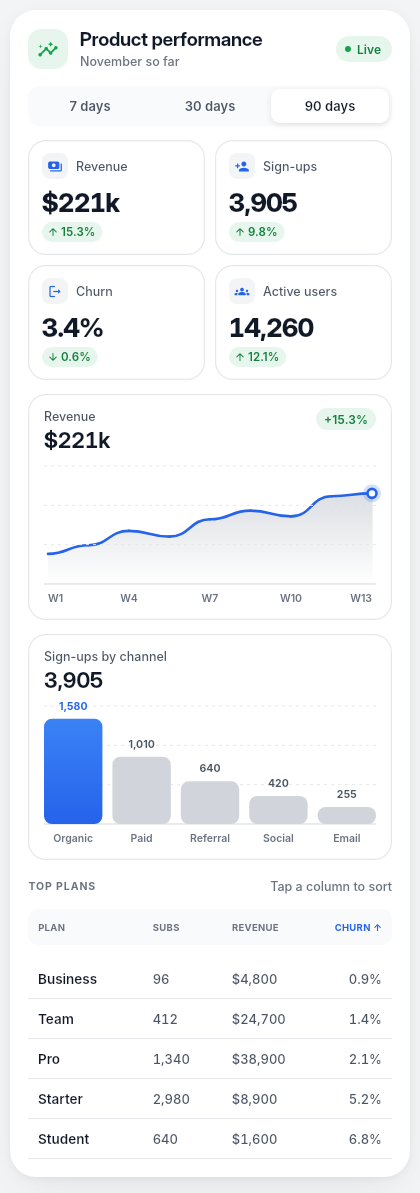 Product performance
November so far
Live
7 days 30 days 90 days
Revenue
$221k
↑ 15.3%
Sign-ups
3,905
↑ 9.8%
Churn
3.4%
↓ 0.6%
Active users
14,260
↑ 12.1%
Revenue
$221k
+15.3%
W1 W4 W7 W10 W13
Sign-ups by channel
3,905
1,580
1,010
640
420
255
Organic Paid Referral Social Email
TOP PLANS Tap a column to sort
PLAN SUBS REVENUE CHURN ↑
Business 96 $4,800 0.9%
Team 412 $24,700 1.4%
Pro 1,340 $38,900 2.1%
Starter 2,980 $8,900 5.2%
Student 640 $1,600 6.8%